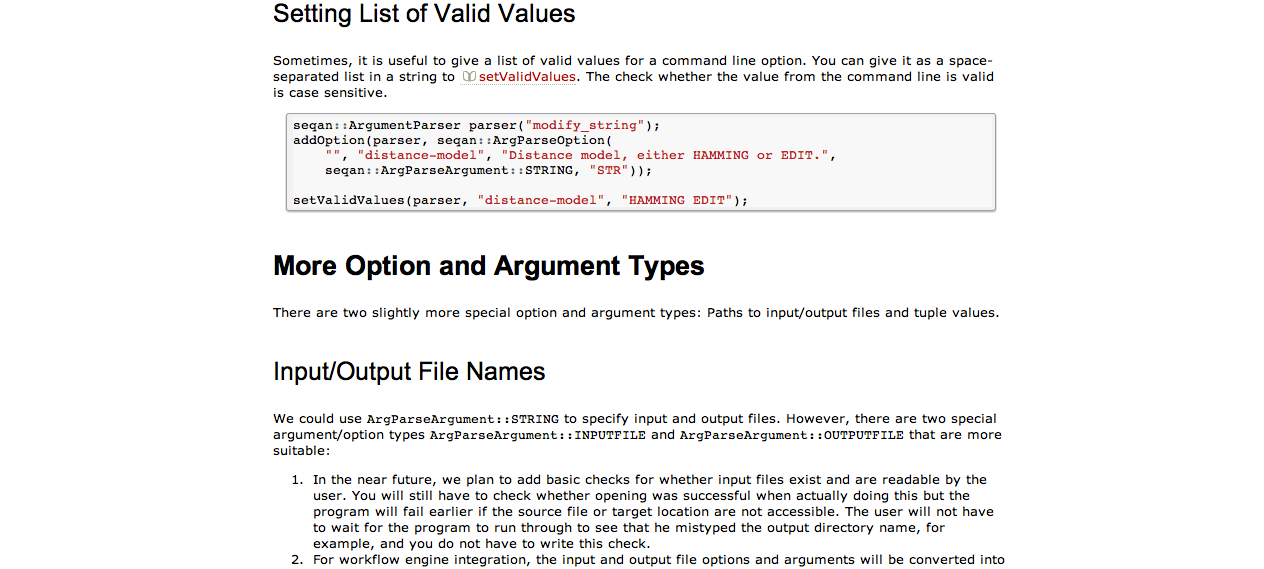 Setting List of Valid Values
Sometimes, it is useful to give a list of valid values for a command line option. You can give it as a space-
separated list in a string to setValidValues. The check whether the value from the command line is valid
is case sensitive.
seqan::ArgumentParser parser("modify_string");
addOption(parser, seqan::ArgParseOption(
    "", "distance-model", "Distance model, either HAMMING or EDIT.",
    seqan::ArgParseArgument::STRING, "STR"));
setValidValues(parser, "distance-model", "HAMMING EDIT");
More Option and Argument Types
There are two slightly more special option and argument types: Paths to input/output files and tuple values.
Input/Output File Names
We could use ArgParseArgument::STRING to specify input and output files. However, there are two special
argument/option types ArgParseArgument::INPUTFILE and ArgParseArgument::OUTPUTFILE that are more
suitable:
1. In the near future, we plan to add basic checks for whether input files exist and are readable by the
user. You will still have to check whether opening was successful when actually doing this but the
program will fail earlier if the source file or target location are not accessible. The user will not have
to wait for the program to run through to see that he mistyped the output directory name, for
example, and you do not have to write this check.
2. For workflow engine integration, the input and output file options and arguments will be converted into